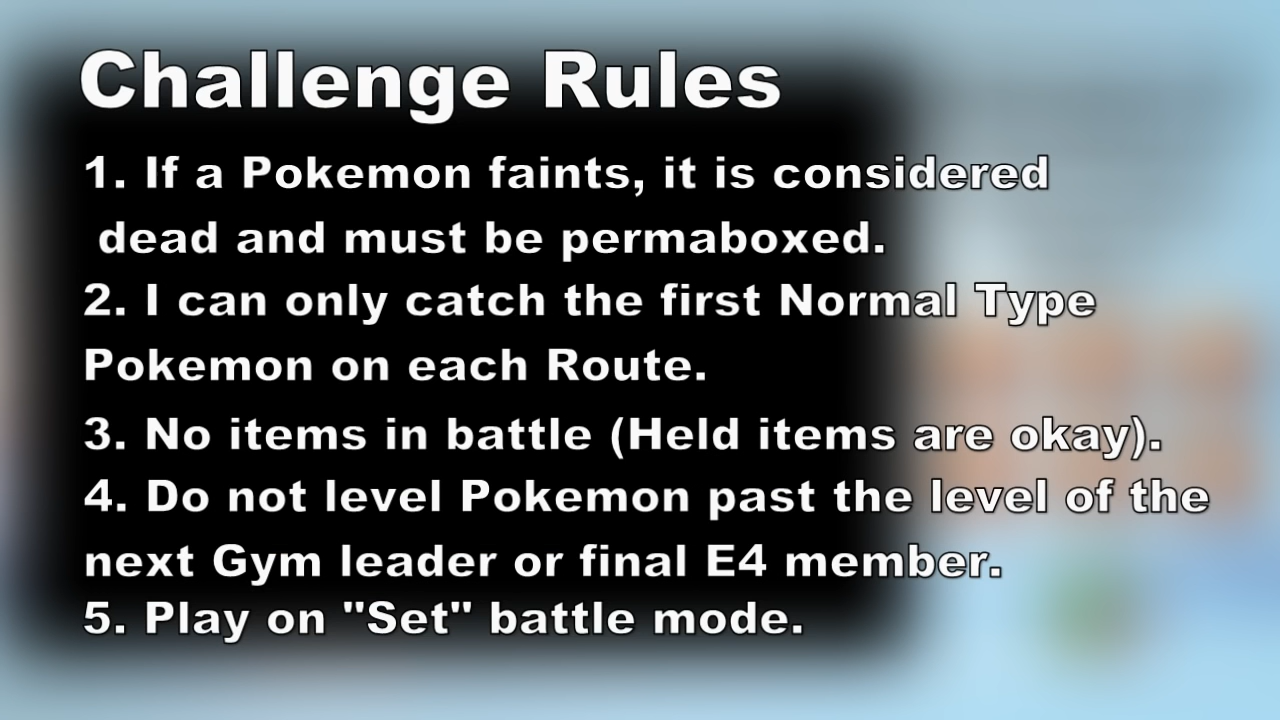 Challenge Rules
1. If a Pokemon faints, it is considered
dead and must be permaboxed.
2. I can only catch the first Normal Type
Pokemon on each Route.
3. No items in battle (Held items are okay).
4. Do not level Pokemon past the level of the
next Gym leader or final E4 member.
5. Play on "Set" battle mode.